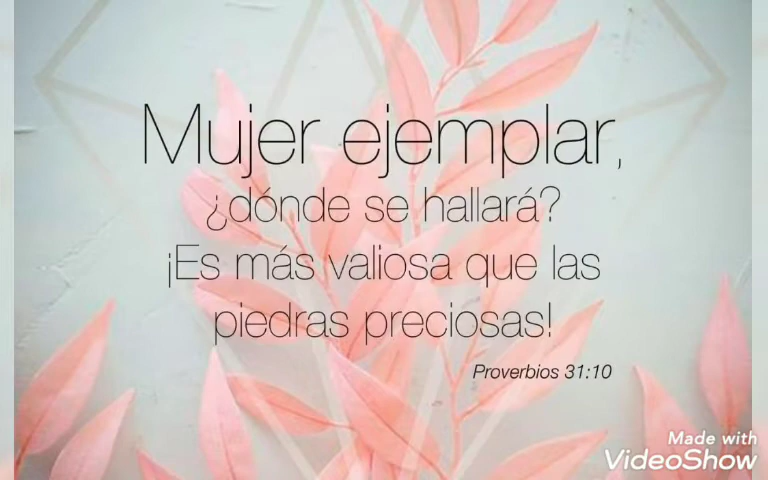 Mujer ejemplar,
¿dónde se hallará?
¡Es más valiosa que las
piedras preciosas!
Proverbios 31:10
Made with
VideoShow